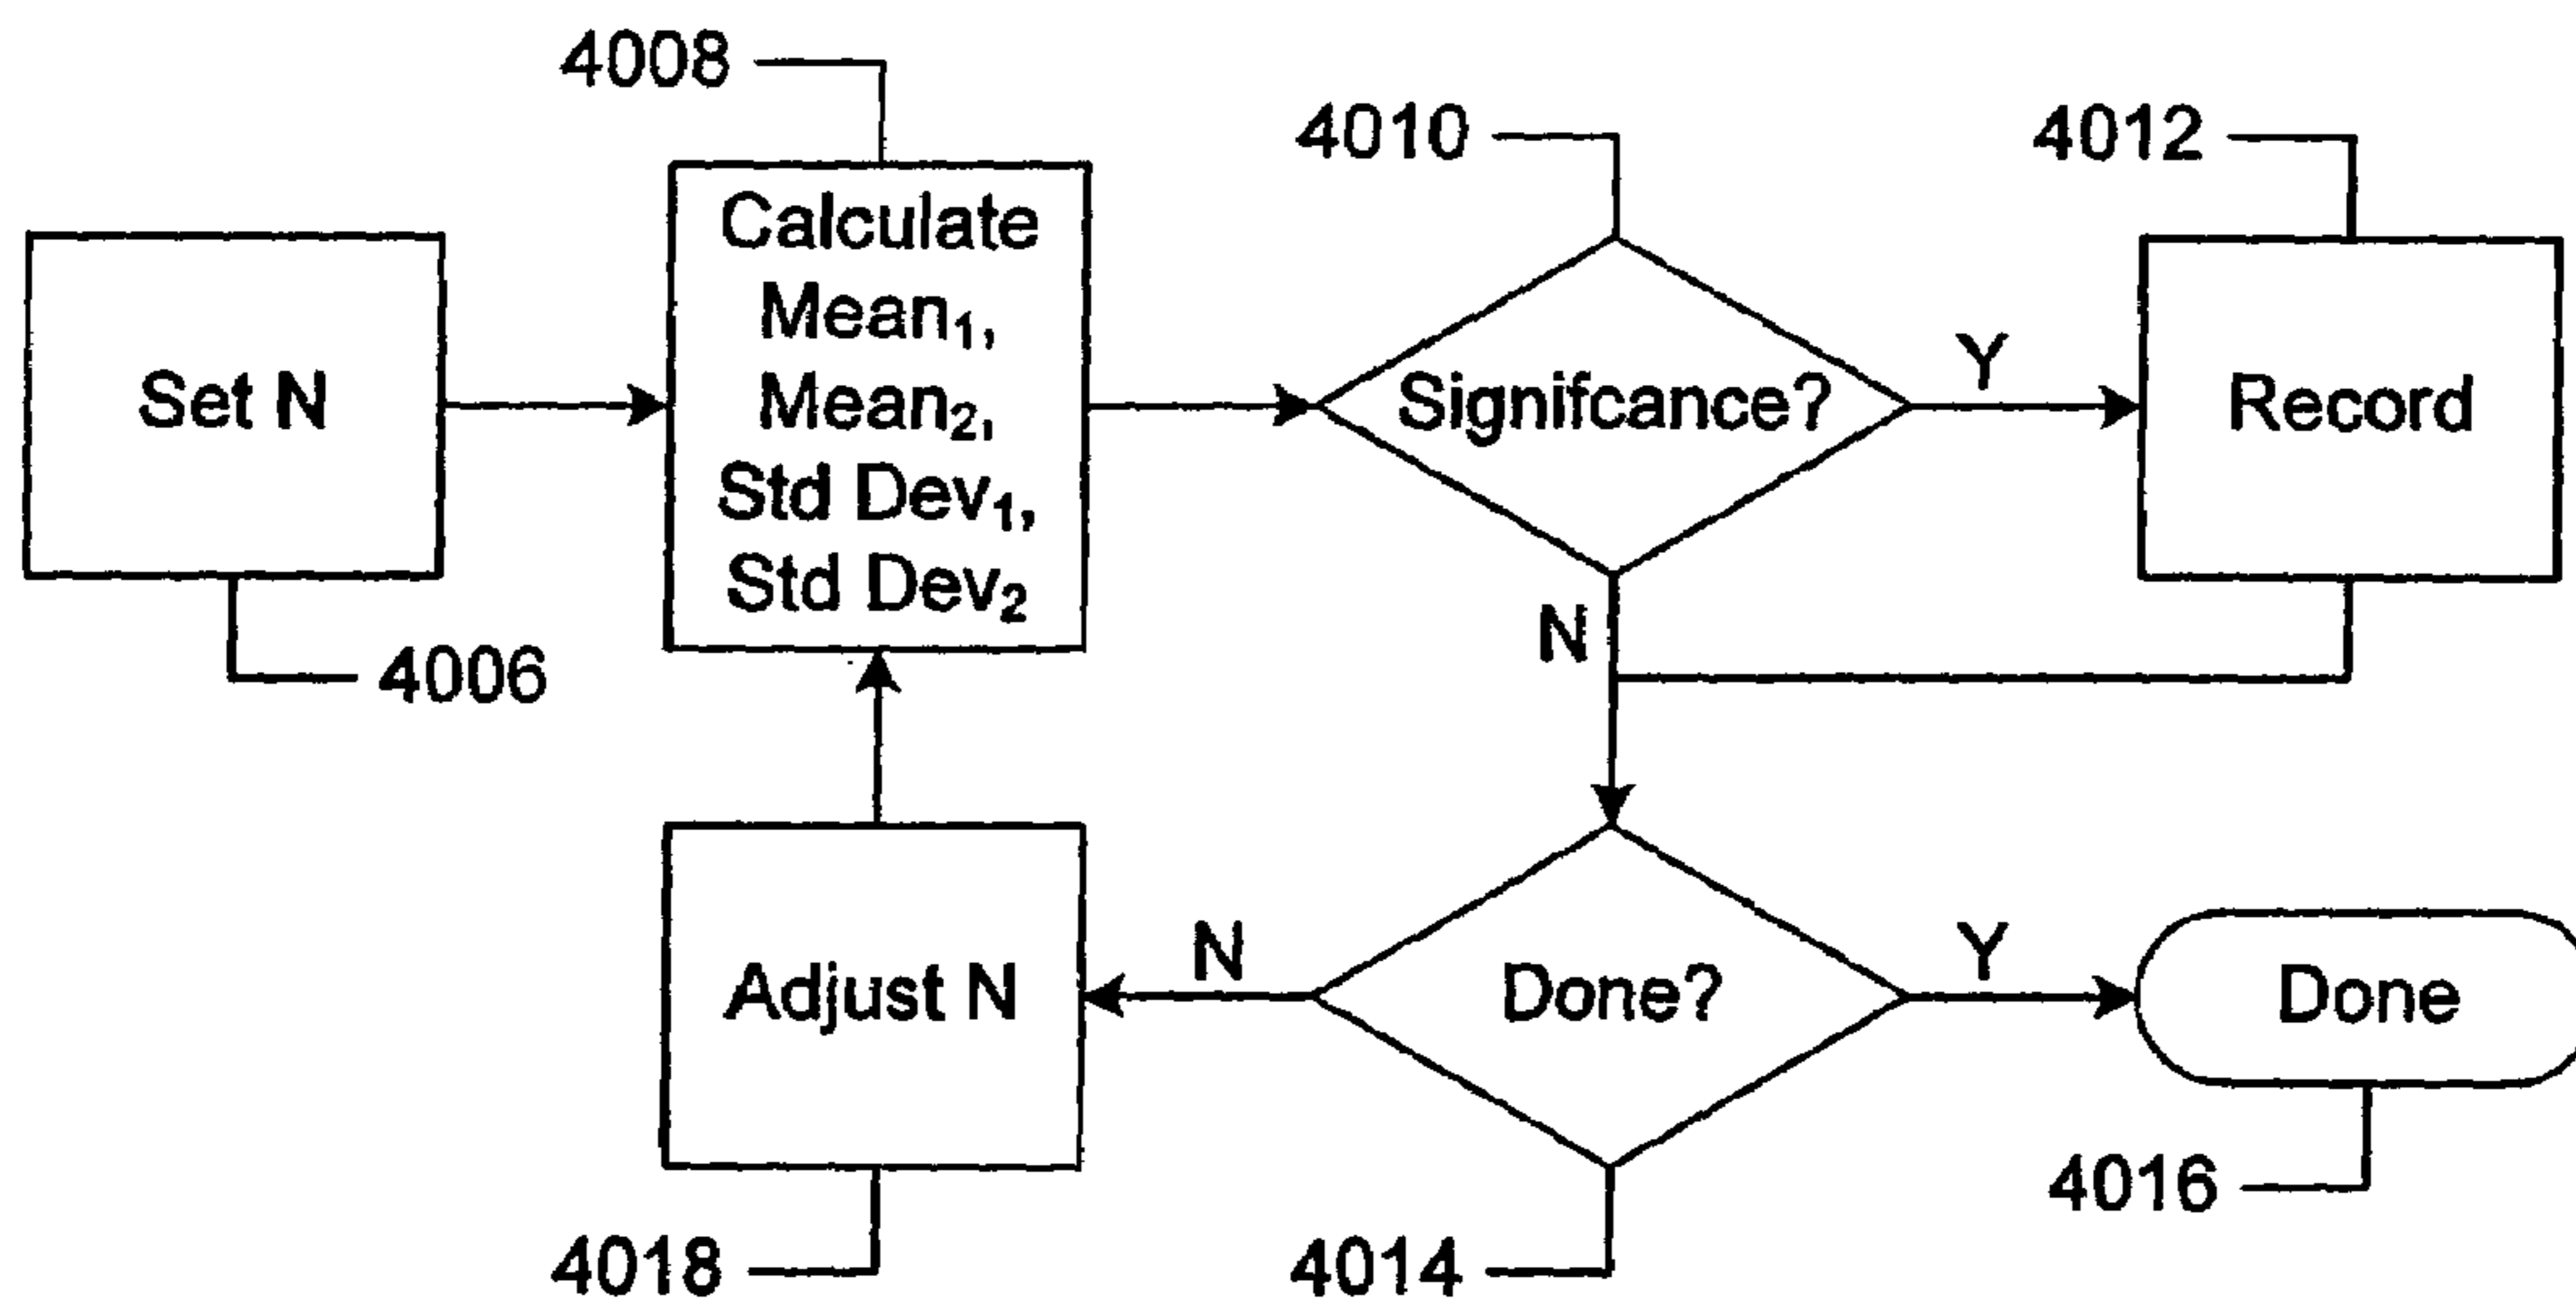 4008
4010
4012
Set N
Calculate
Mean₁,
Mean₂,
Std Dev₁,
Std Dev₂
Signifcance?
Y
Record
N
4006
Adjust N
N
Done?
Y
Done
4016
4018
4014